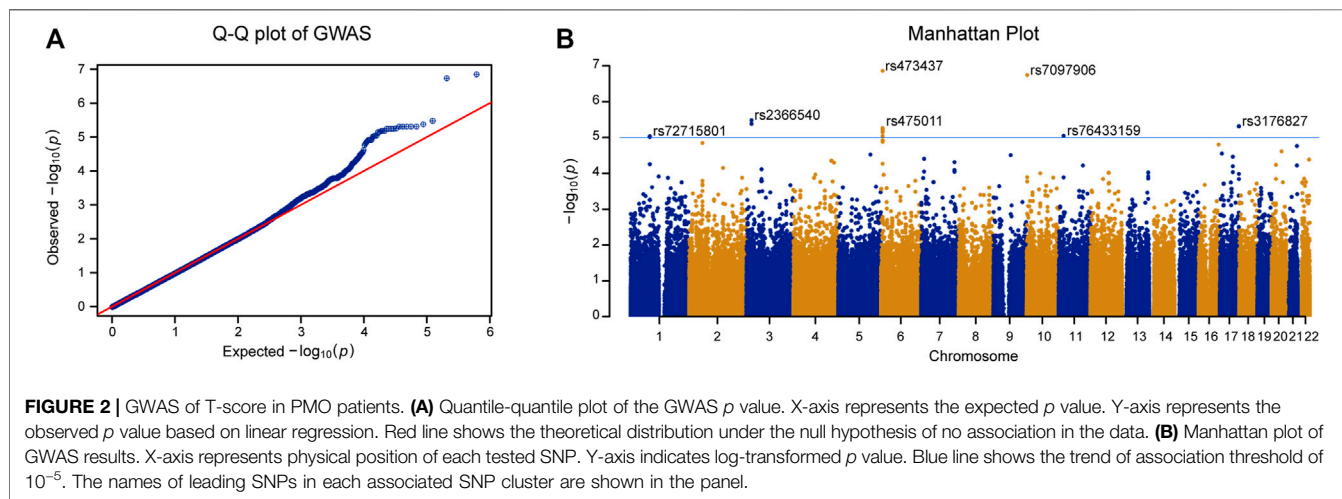 A
Q-Q plot of GWAS
Observed −log10(p)
7
6
5
4
3
2
1
0
0 1 2 3 4 5 6
Expected −log10(p)
B
Manhattan Plot
−log10(p)
7
6
5
4
3
2
1
0
rs473437
rs7097906
rs2366540
rs475011
rs3176827
rs72715801
rs76433159
1 2 3 4 5 6 7 8 9 10 11 12 13 14 15 16 17 18 19 20 21 22
Chromosome
FIGURE 2 | GWAS of T-score in PMO patients. (A) Quantile-quantile plot of the GWAS p value. X-axis represents the expected p value. Y-axis represents the
observed p value based on linear regression. Red line shows the theoretical distribution under the null hypothesis of no association in the data. (B) Manhattan plot of
GWAS results. X-axis represents physical position of each tested SNP. Y-axis indicates log-transformed p value. Blue line shows the trend of association threshold of
10−5. The names of leading SNPs in each associated SNP cluster are shown in the panel.